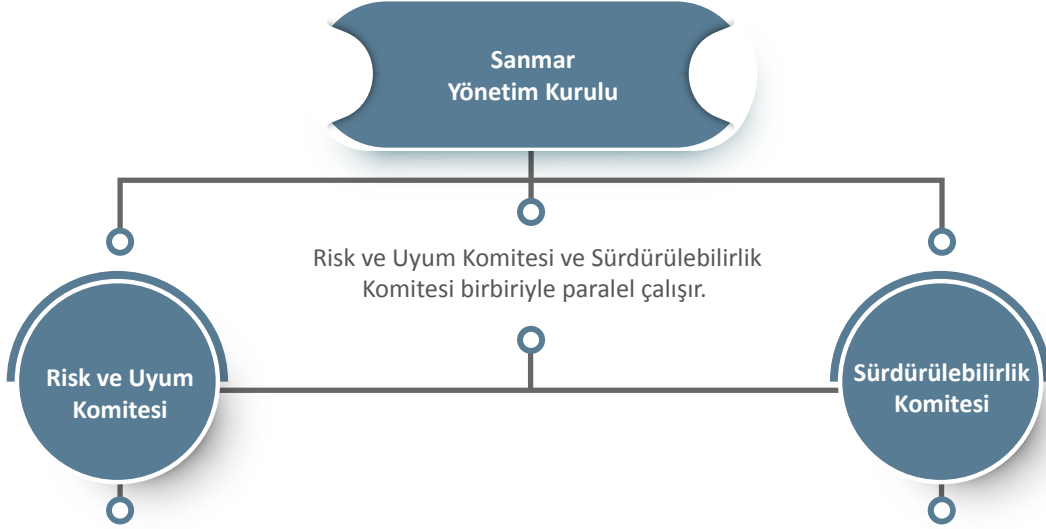 Sanmar
Yönetim Kurulu
Risk ve Uyum Komitesi ve Sürdürülebilirlik
Komitesi birbiriyle paralel çalışır.
Risk ve Uyum
Komitesi
Sürdürülebilirlik
Komitesi